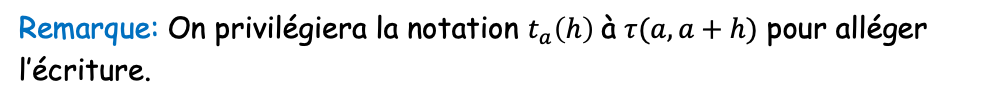 Remarque: On privilégiera la notation 𝑡ₐ(ℎ) à 𝜏(𝑎, 𝑎 + ℎ) pour alléger
l’écriture.